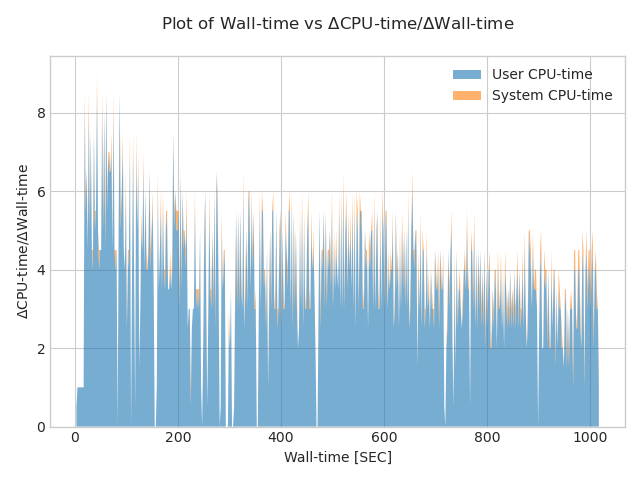 Plot of Wall-time vs ΔCPU-time/ΔWall-time
User CPU-time
System CPU-time
ΔCPU-time/ΔWall-time
8
6
4
2
0
0 200 400 600 800 1000
Wall-time [SEC]